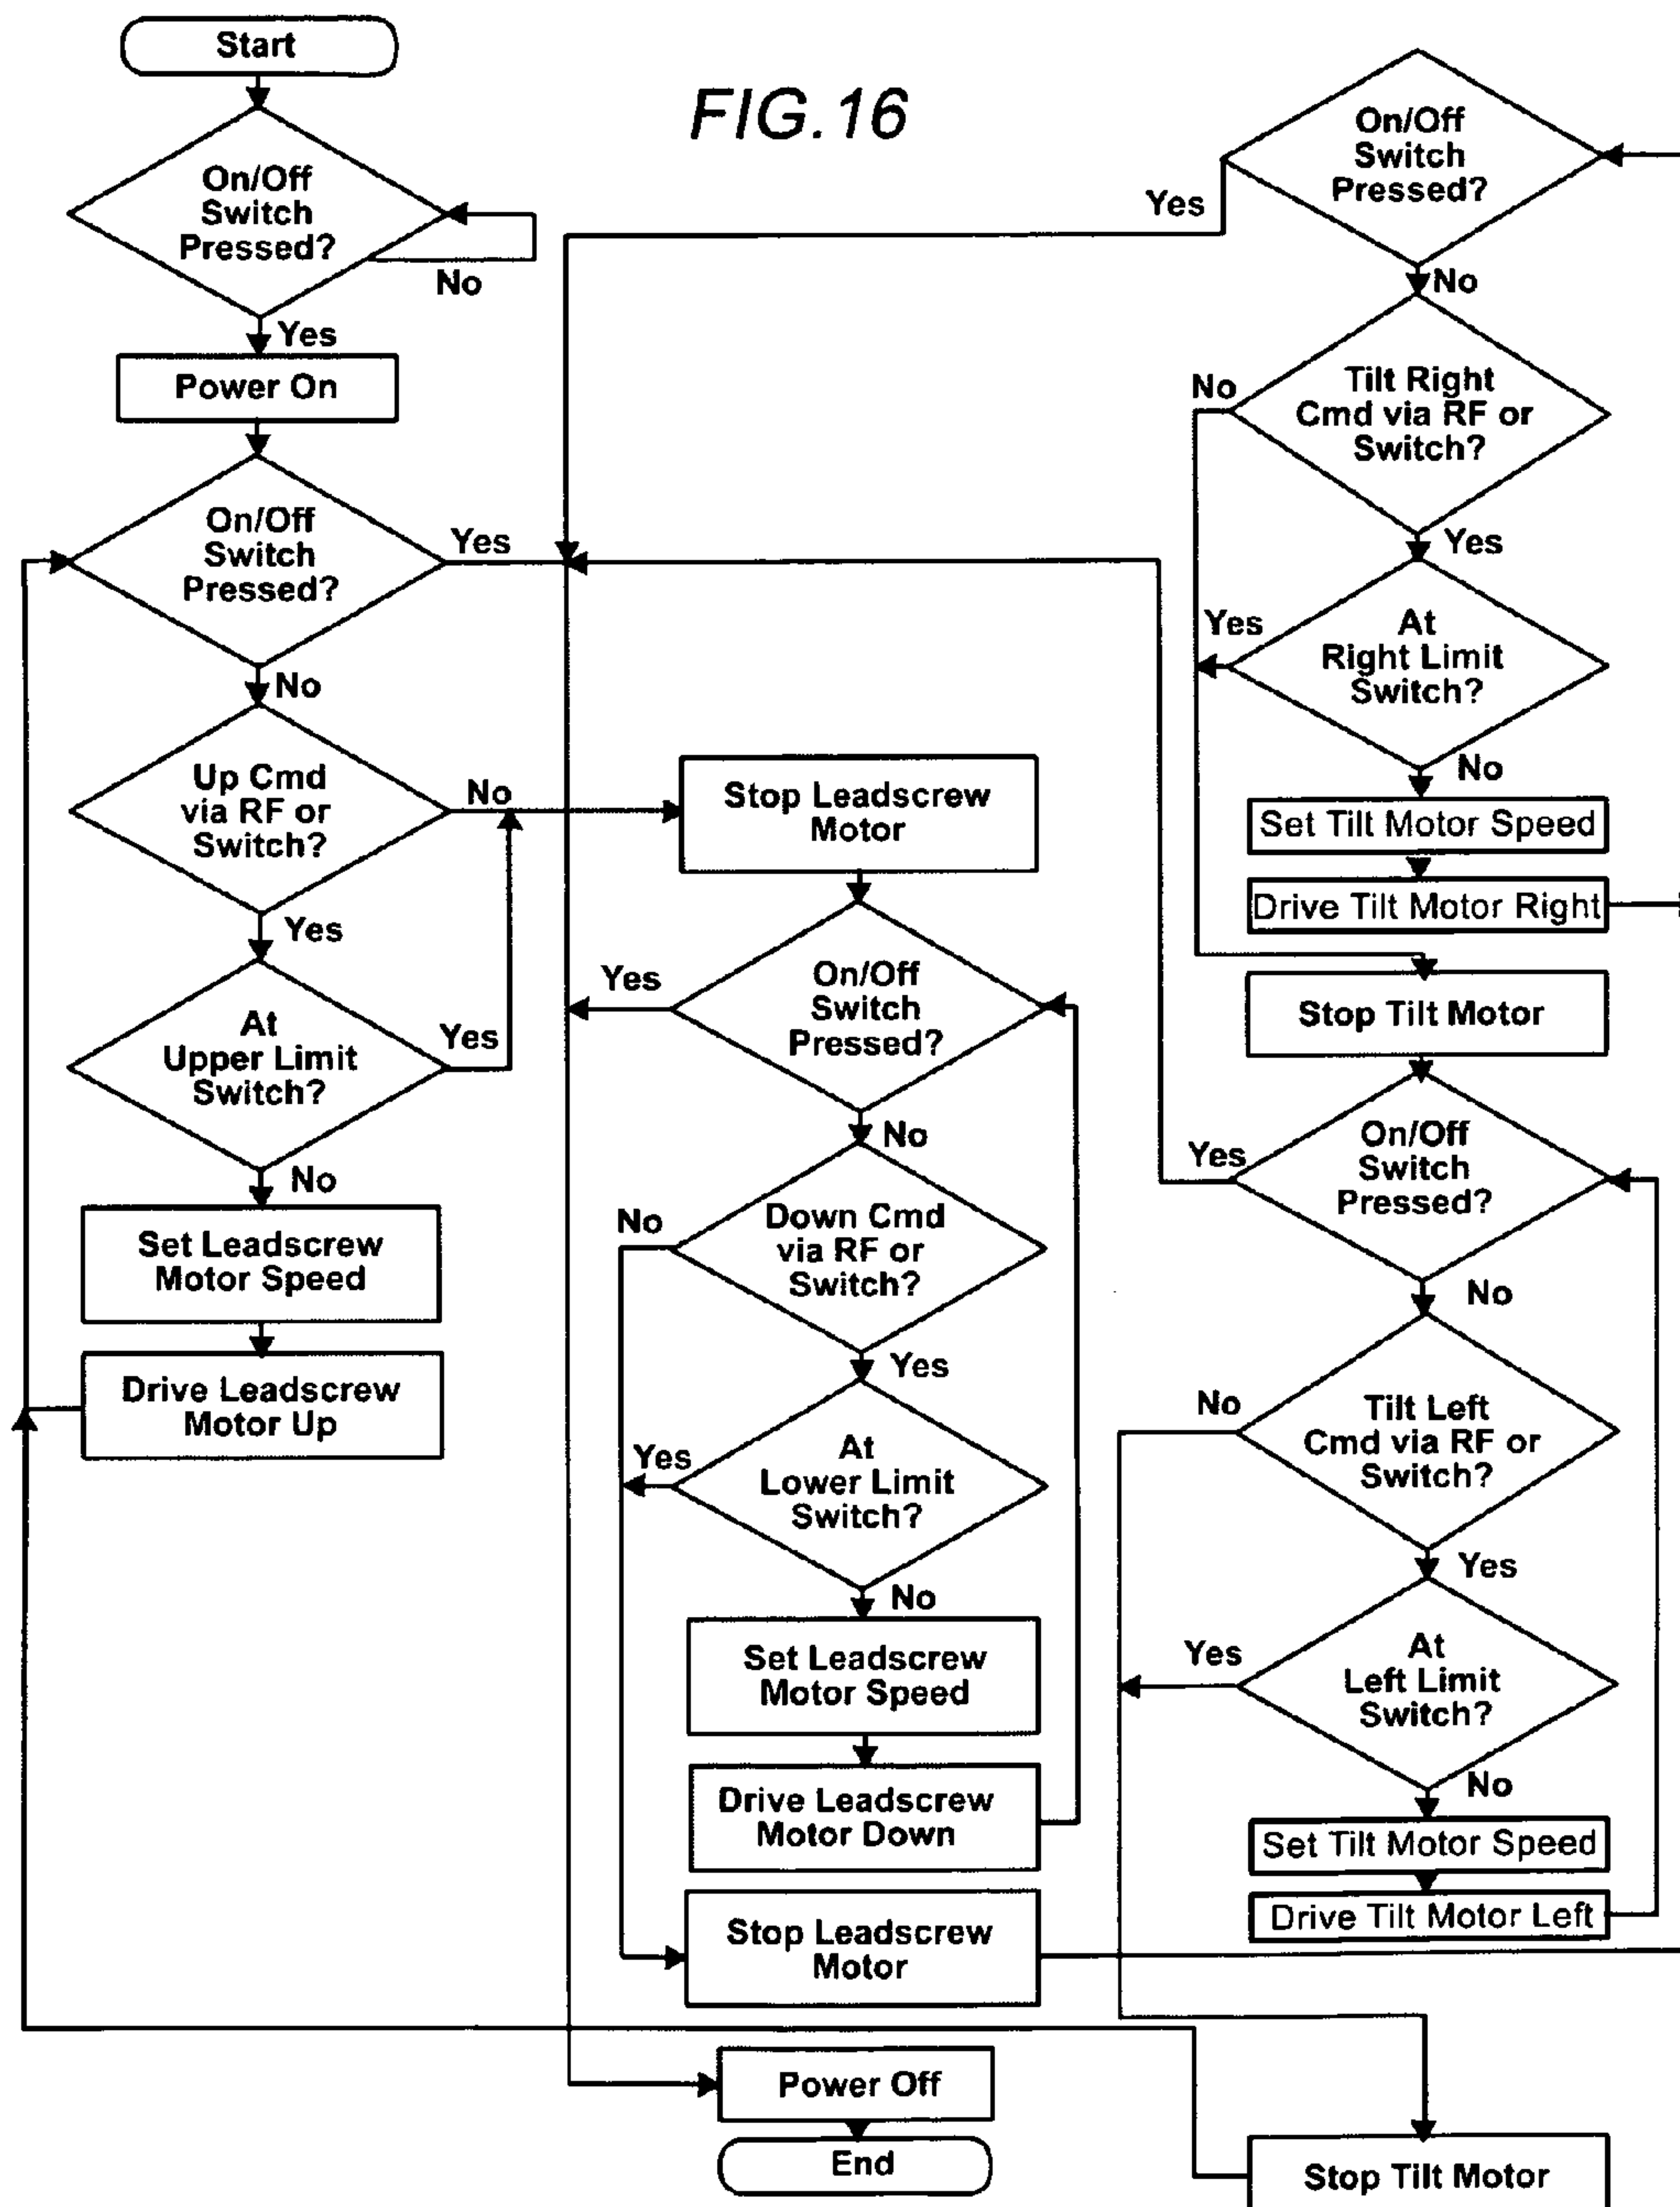 FIG.16
Start
On/Off
Switch
Pressed?
No
Yes
Power On
On/Off
Switch
Pressed?
Yes
No
Up Cmd
via RF or
Switch?
No
Yes
At
Upper Limit
Switch?
Yes
No
Set Leadscrew
Motor Speed
Drive Leadscrew
Motor Up
Stop Leadscrew
Motor
On/Off
Switch
Pressed?
Yes
No
Down Cmd
via RF or
Switch?
No
Yes
At
Lower Limit
Switch?
Yes
No
Set Leadscrew
Motor Speed
Drive Leadscrew
Motor Down
Stop Leadscrew
Motor
Power Off
End
On/Off
Switch
Pressed?
Yes
No
Tilt Right
Cmd via RF or
Switch?
No
Yes
At
Right Limit
Switch?
Yes
No
Set Tilt Motor Speed
Drive Tilt Motor Right
Stop Tilt Motor
On/Off
Switch
Pressed?
Yes
No
Tilt Left
Cmd via RF or
Switch?
No
Yes
At
Left Limit
Switch?
Yes
No
Set Tilt Motor Speed
Drive Tilt Motor Left
Stop Tilt Motor